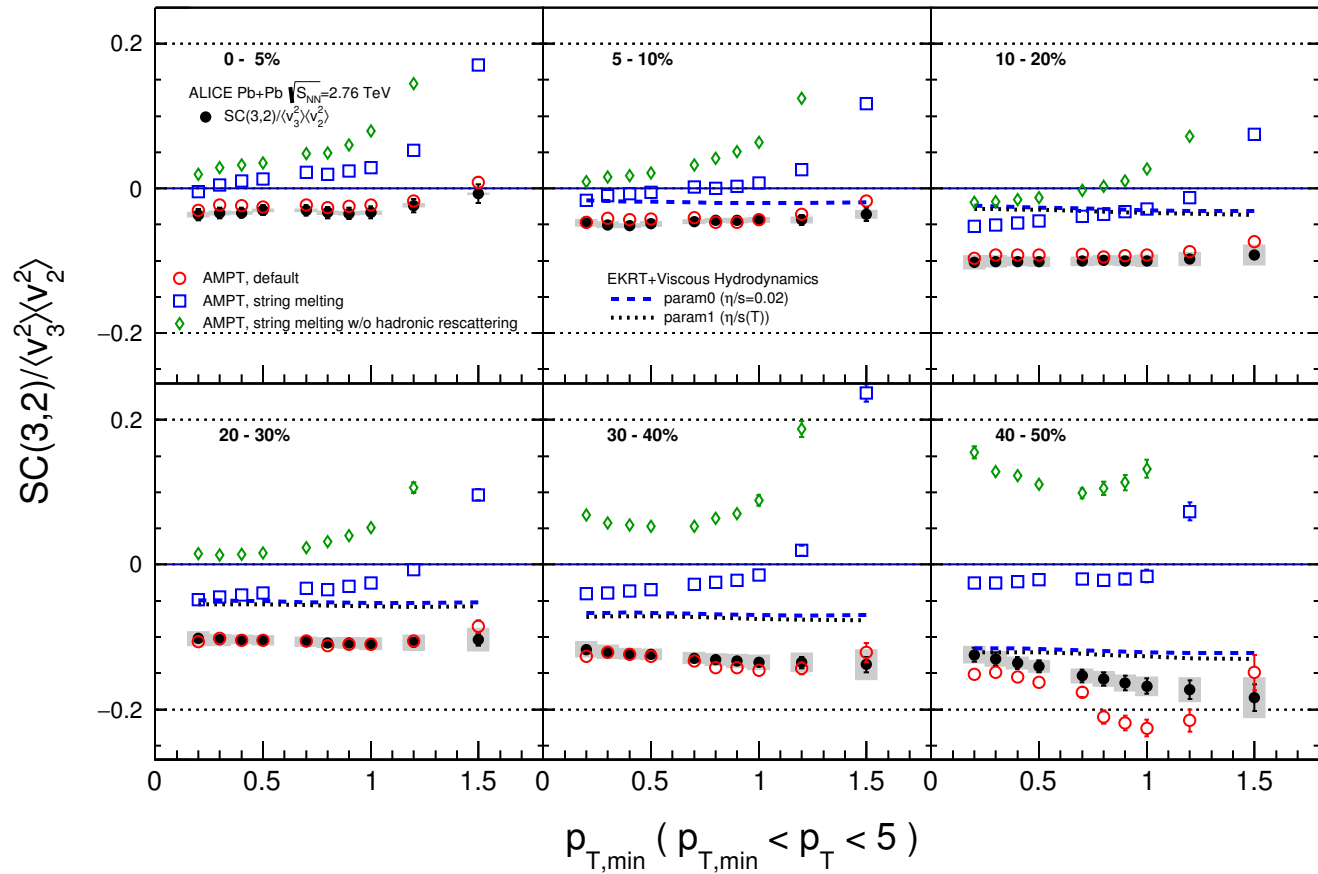 0 - 5%
5 - 10%
10 - 20%
ALICE Pb+Pb √S_NN=2.76 TeV
SC(3,2)/⟨v₃²⟩⟨v₂²⟩
AMPT, default
AMPT, string melting
AMPT, string melting w/o hadronic rescattering
EKRT+Viscous Hydrodynamics
param0 (η/s=0.02)
param1 (η/s(T))
0.2
0
−0.2
20 - 30%
30 - 40%
40 - 50%
0.2
0
−0.2
0 0.5 1 1.5
0 0.5 1 1.5
0 0.5 1 1.5
SC(3,2)/⟨v₃²⟩⟨v₂²⟩
p_T,min ( p_T,min < p_T < 5 )